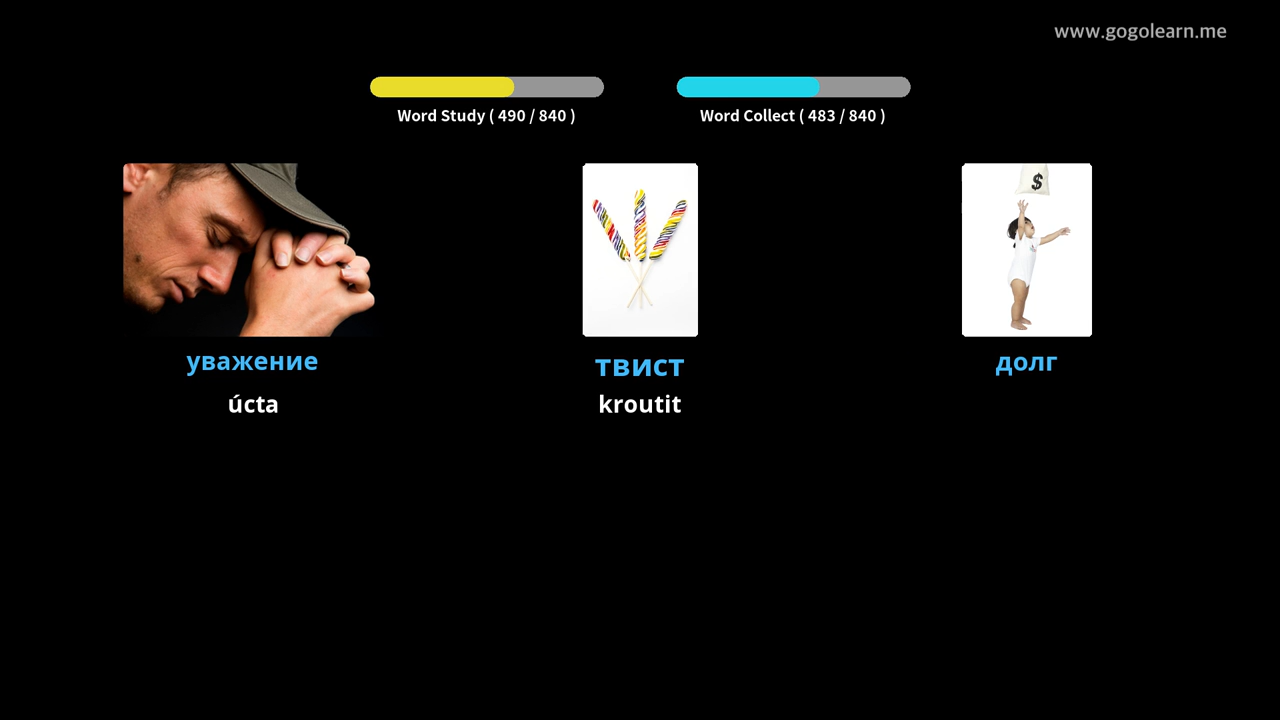 www.gogolearn.me
Word Study ( 490 / 840 )
Word Collect ( 483 / 840 )
$
уважение
твист
долг
úcta
kroutit